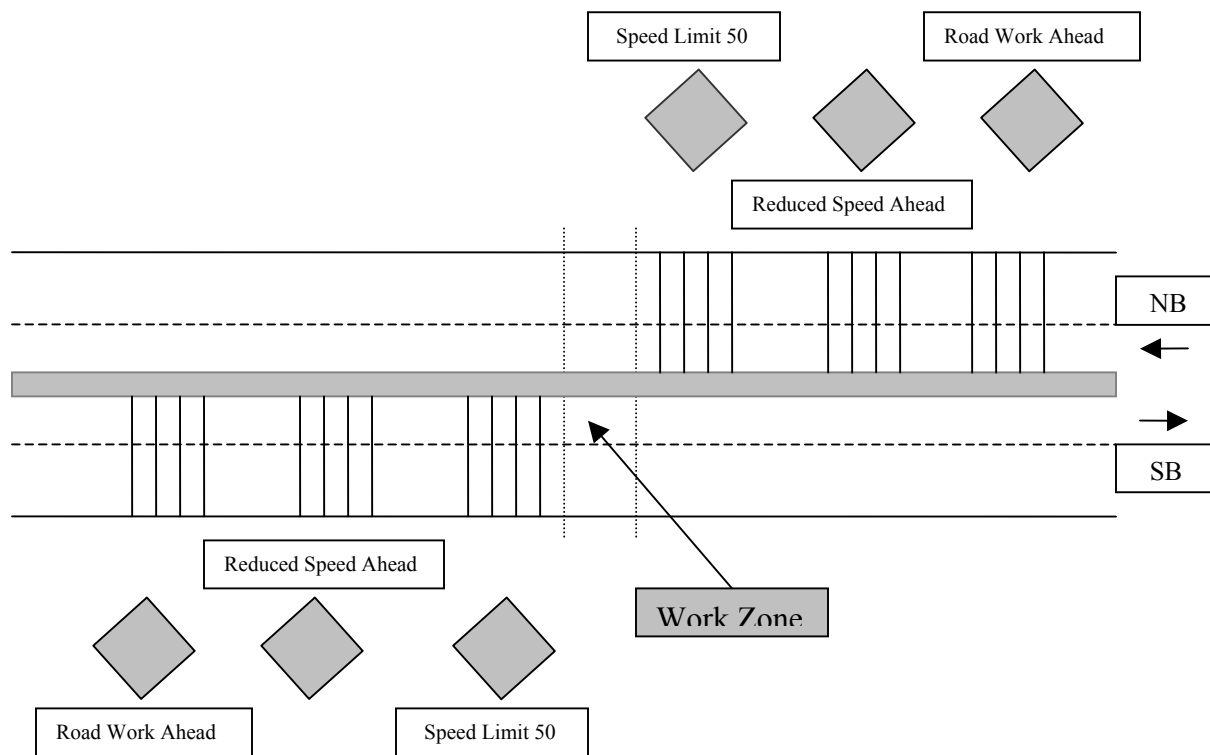 Speed Limit 50
Road Work Ahead
Reduced Speed Ahead
NB
SB
Reduced Speed Ahead
Work Zone
Road Work Ahead
Speed Limit 50